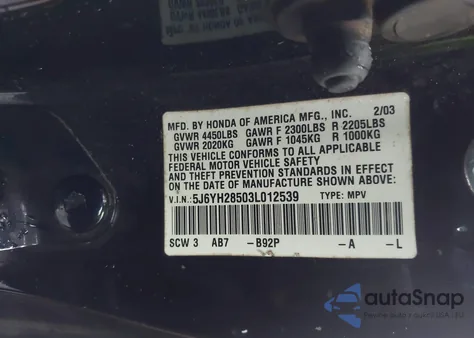 MFD. BY HONDA OF AMERICA MFG., INC. 2/03
GVWR 4450LBS GAWR F 2300LBS R 2205LBS
GVWR 2020KG GAWR F 1045KG R 1000KG
THIS VEHICLE CONFORMS TO ALL APPLICABLE
FEDERAL MOTOR VEHICLE SAFETY
AND THEFT PREVENTION STANDARDS IN EFFECT
ON THE DATE OF MANUFACTURE SHOWN ABOVE.
V.I.N.: 5J6YH28503L012539 TYPE: MPV
SCW 3 AB7 -B92P -A -L
autoSnap